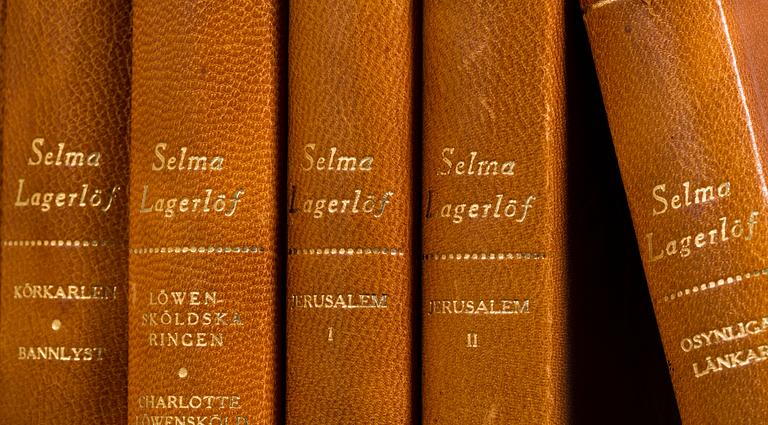 Selma
Lagerlöf
KÖRKARLEN
BANNLYST
Selma
Lagerlöf
LÖWEN-
SKÖLDSKA
RINGEN
CHARLOTTE
LÖWENSKÖLD
Selma
Lagerlöf
JERUSALEM
I
Selma
Lagerlöf
JERUSALEM
II
Selma
Lagerlöf
OSYNLIGA
LÄNKAR